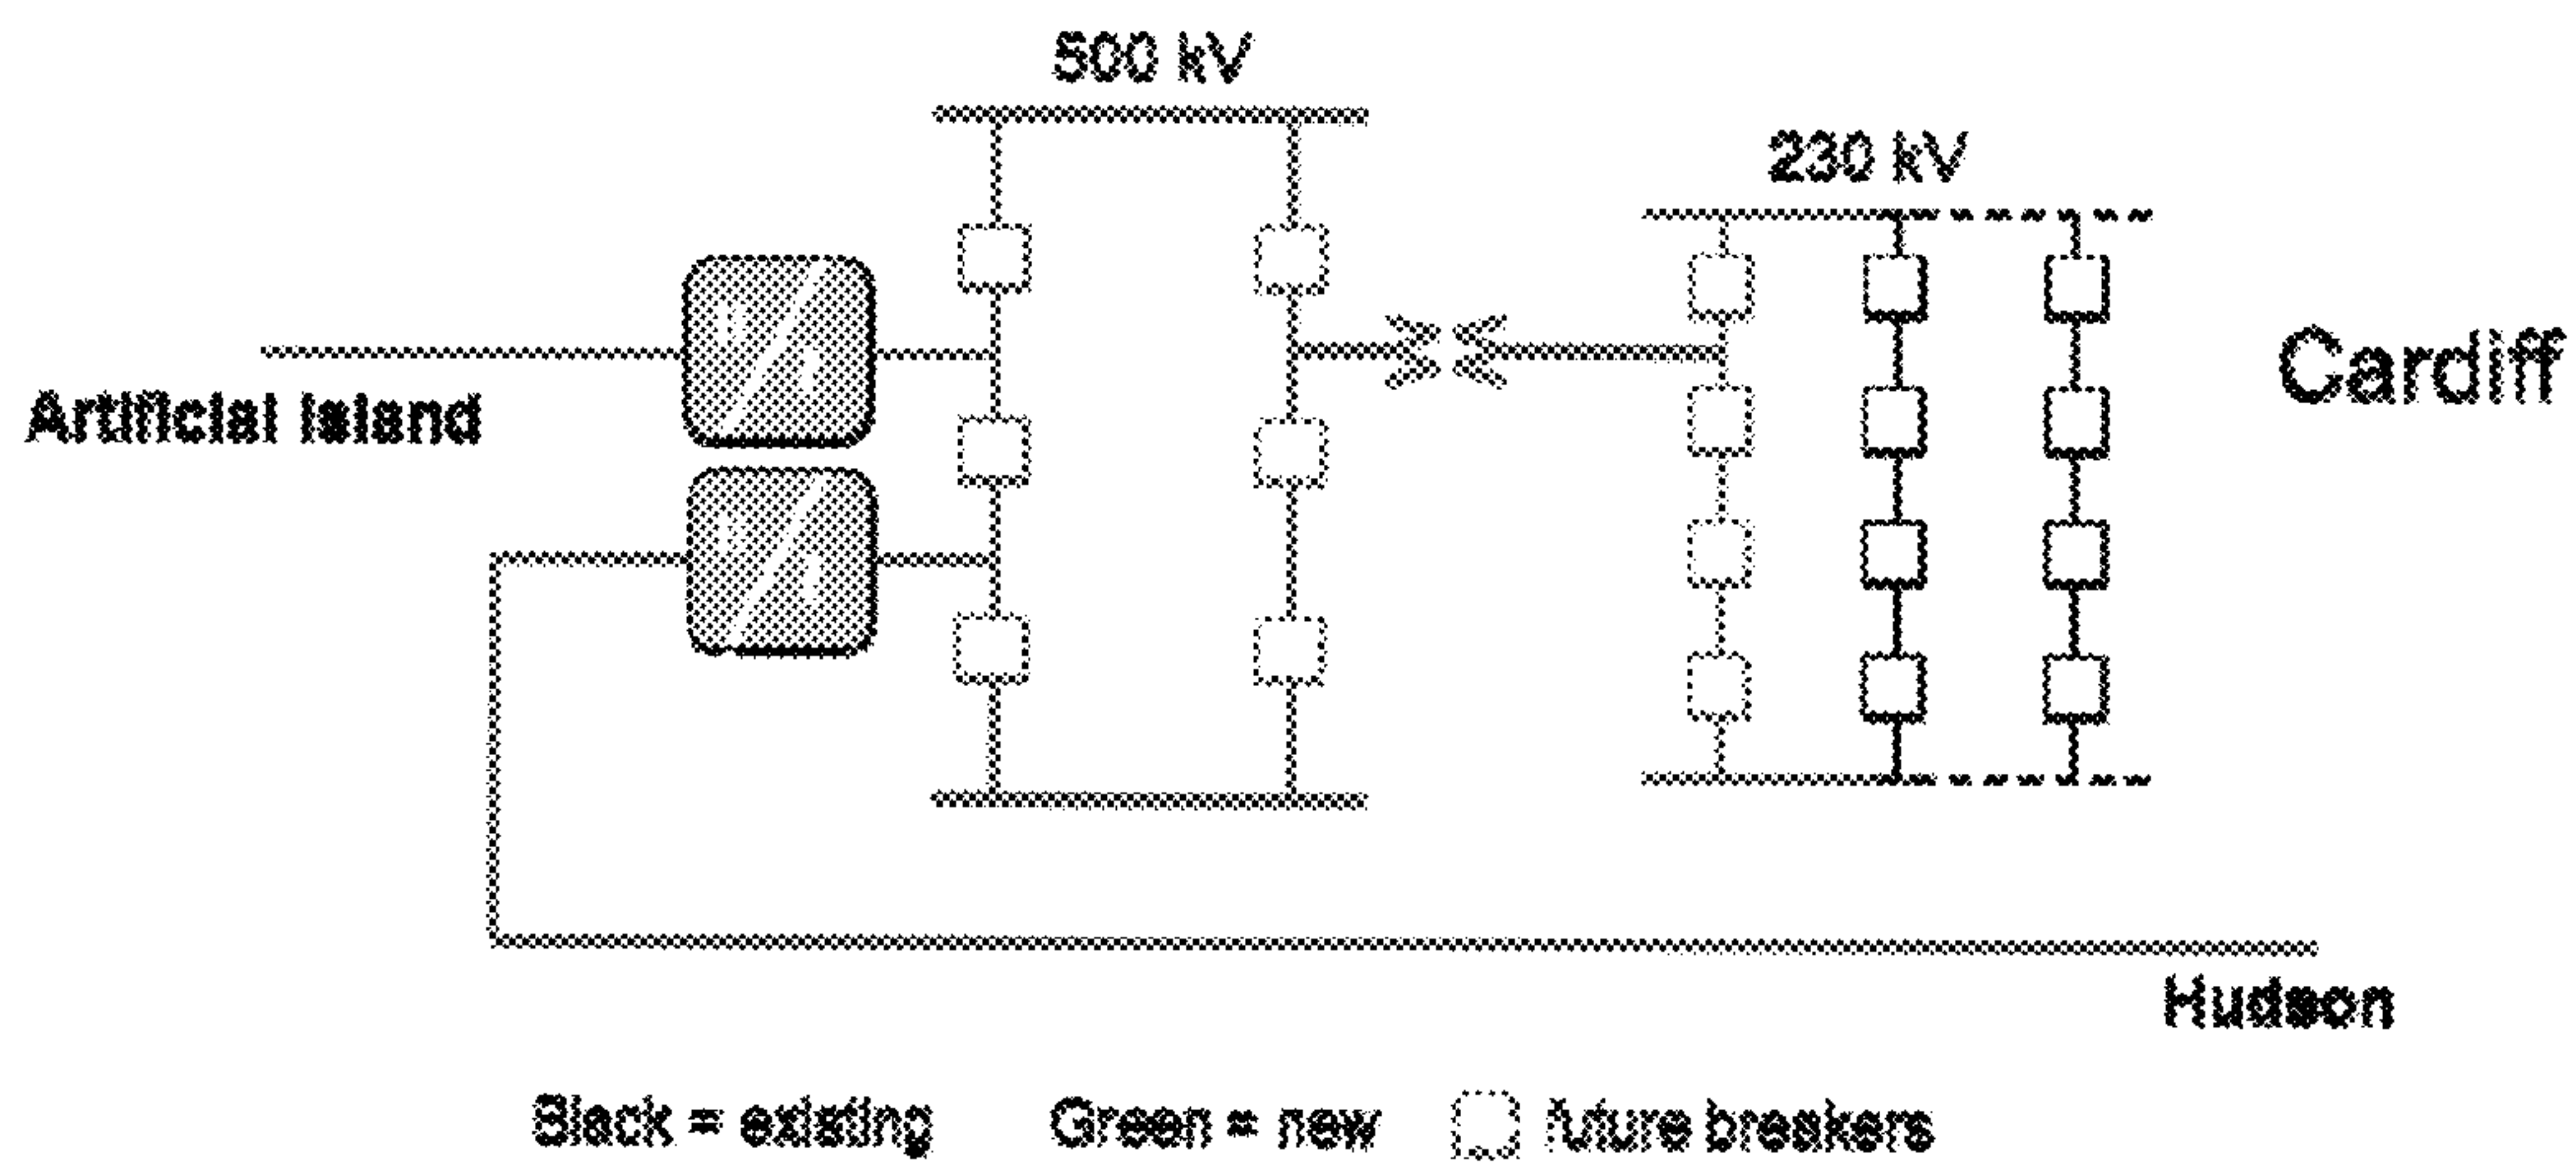 500 kV
230 kV
Cardiff
Artificial Island
Hudson
Black = existing Green = new future breakers